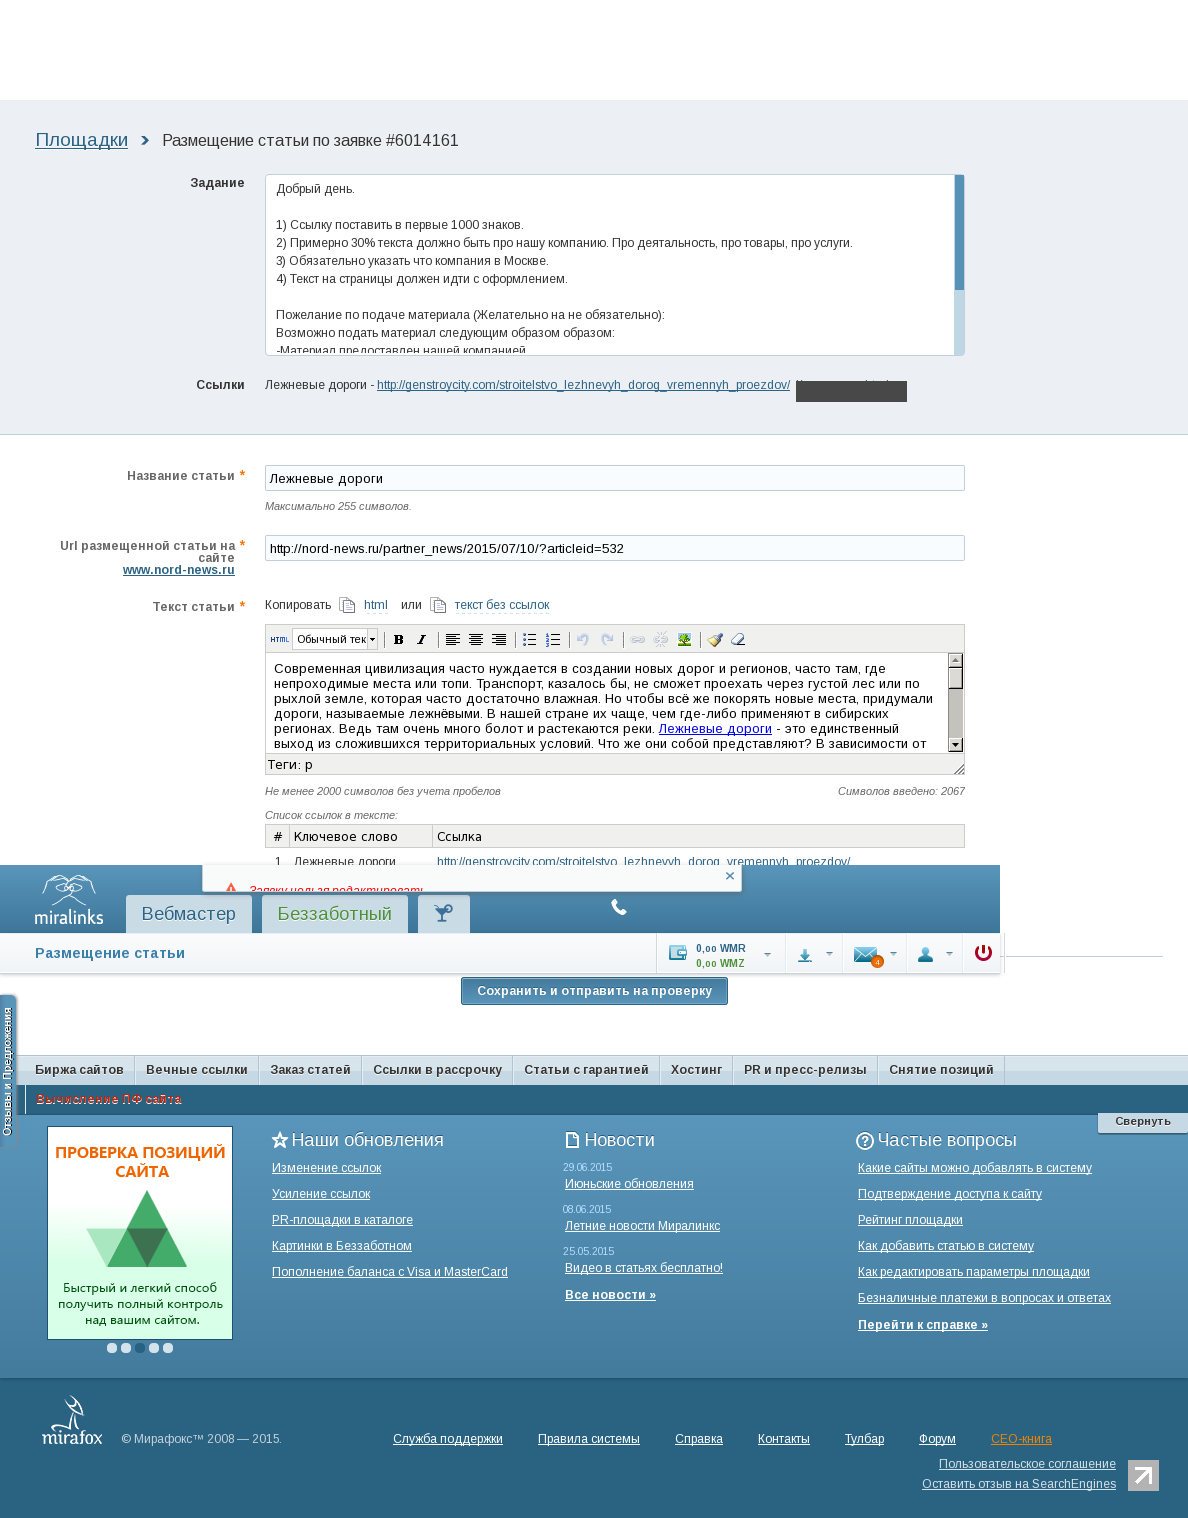 Площадки › Размещение статьи по заявке #6014161
Задание
Добрый день.
1) Ссылку поставить в первые 1000 знаков.
2) Примерно 30% текста должно быть про нашу компанию. Про деятальность, про товары, про услуги.
3) Обязательно указать что компания в Москве.
4) Текст на страницы должен идти с оформлением.
Пожелание по подаче материала (Желательно на не обязательно):
Возможно подать материал следующим образом образом:
-Материал предоставлен нашей компанией
Ссылки
Лежневые дороги - http://genstroycity.com/stroitelstvo_lezhnevyh_dorog_vremennyh_proezdov/
Название статьи *
Лежневые дороги
Максимально 255 символов.
Url размещенной статьи на *
сайте
www.nord-news.ru
http://nord-news.ru/partner_news/2015/07/10/?articleid=532
Текст статьи *
Копировать html или текст без ссылок
HTML Обычный тек
Современная цивилизация часто нуждается в создании новых дорог и регионов, часто там, где
непроходимые места или топи. Транспорт, казалось бы, не сможет проехать через густой лес или по
рыхлой земле, которая часто достаточно влажная. Но чтобы всё же покорять новые места, придумали
дороги, называемые лежнёвыми. В нашей стране их чаще, чем где-либо применяют в сибирских
регионах. Ведь там очень много болот и растекаются реки. Лежневые дороги - это единственный
выход из сложившихся территориальных условий. Что же они собой представляют? В зависимости от
Теги: p
Не менее 2000 символов без учета пробелов
Символов введено: 2067
Список ссылок в тексте:
# Ключевое слово Ссылка
1 Лежневые дороги http://genstroycity.com/stroitelstvo_lezhnevyh_dorog_vremennyh_proezdov/
Заявку нельзя редактировать
miralinks
Вебмастер
Беззаботный
Размещение статьи
0,00 WMR
0,00 WMZ
4
Сохранить и отправить на проверку
Отзывы и Предложения
Биржа сайтов
Вечные ссылки
Заказ статей
Ссылки в рассрочку
Статьи с гарантией
Хостинг
PR и пресс-релизы
Снятие позиций
Вычисление ПФ сайта
Свернуть
ПРОВЕРКА ПОЗИЦИЙ
САЙТА
Быстрый и легкий способ
получить полный контроль
над вашим сайтом.
Наши обновления
Изменение ссылок
Усиление ссылок
PR-площадки в каталоге
Картинки в Беззаботном
Пополнение баланса с Visa и MasterCard
Новости
29.06.2015
Июньские обновления
08.06.2015
Летние новости Миралинкс
25.05.2015
Видео в статьях бесплатно!
Все новости »
Частые вопросы
Какие сайты можно добавлять в систему
Подтверждение доступа к сайту
Рейтинг площадки
Как добавить статью в систему
Как редактировать параметры площадки
Безналичные платежи в вопросах и ответах
Перейти к справке »
mirafox
© Мирафокс™ 2008 — 2015.
Служба поддержки
Правила системы
Справка
Контакты
Тулбар
Форум
СЕО-книга
Пользовательское соглашение
Оставить отзыв на SearchEngines